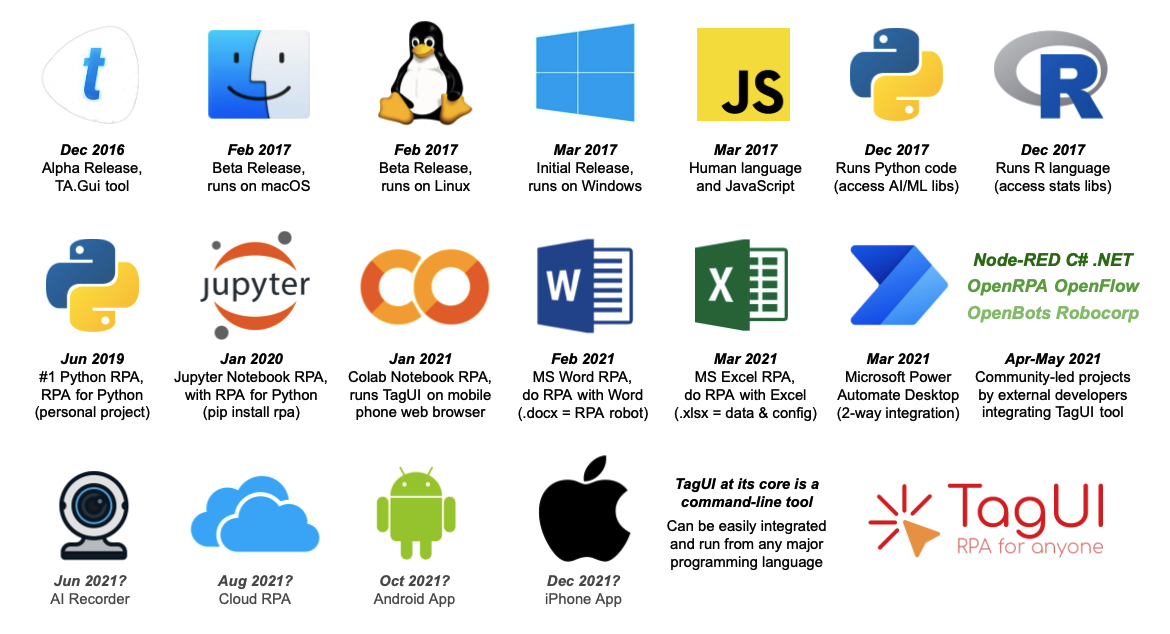 t
JS
R
Dec 2016
Alpha Release,
TA.Gui tool
Feb 2017
Beta Release,
runs on macOS
Feb 2017
Beta Release,
runs on Linux
Mar 2017
Initial Release,
runs on Windows
Mar 2017
Human language
and JavaScript
Dec 2017
Runs Python code
(access AI/ML libs)
Dec 2017
Runs R language
(access stats libs)
jupyter
W
X
Node-RED C# .NET
OpenRPA OpenFlow
OpenBots Robocorp
Jun 2019
#1 Python RPA,
RPA for Python
(personal project)
Jan 2020
Jupyter Notebook RPA,
with RPA for Python
(pip install rpa)
Jan 2021
Colab Notebook RPA,
runs TagUI on mobile
phone web browser
Feb 2021
MS Word RPA,
do RPA with Word
(.docx = RPA robot)
Mar 2021
MS Excel RPA,
do RPA with Excel
(.xlsx = data & config)
Mar 2021
Microsoft Power
Automate Desktop
(2-way integration)
Apr-May 2021
Community-led projects
by external developers
integrating TagUI tool
Jun 2021?
AI Recorder
Aug 2021?
Cloud RPA
Oct 2021?
Android App
Dec 2021?
iPhone App
TagUI at its core is a
command-line tool
Can be easily integrated
and run from any major
programming language
TagUI
RPA for anyone